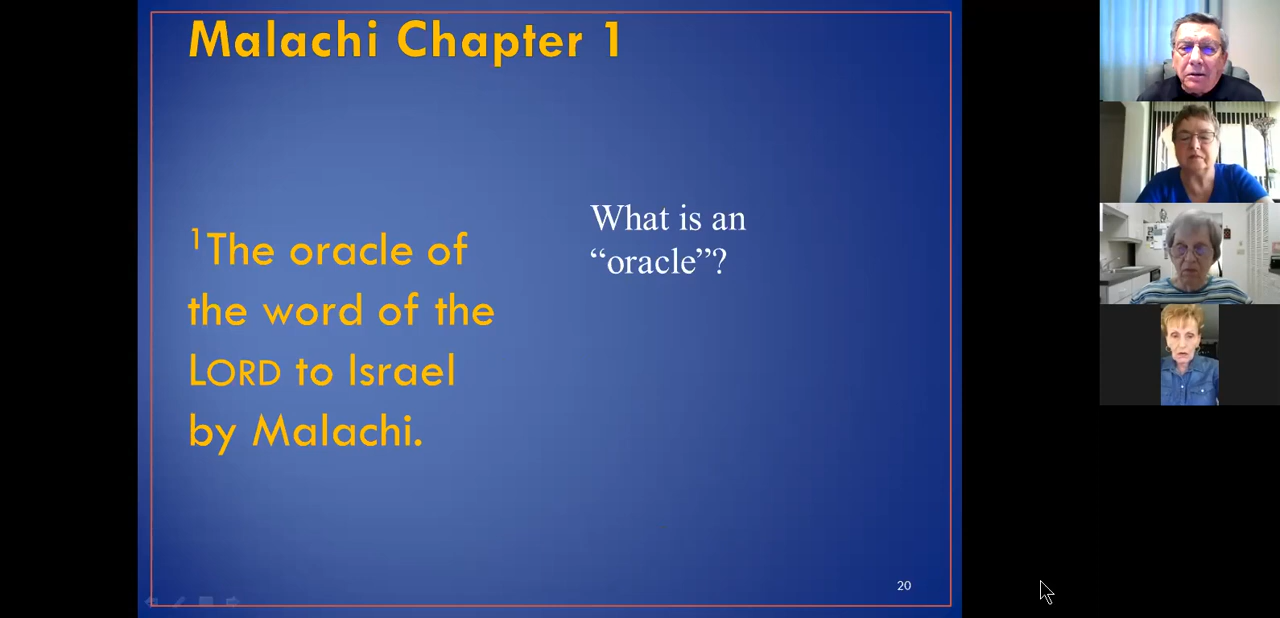 Malachi Chapter 1
1The oracle of
the word of the
LORD to Israel
by Malachi.
What is an
“oracle”?
20